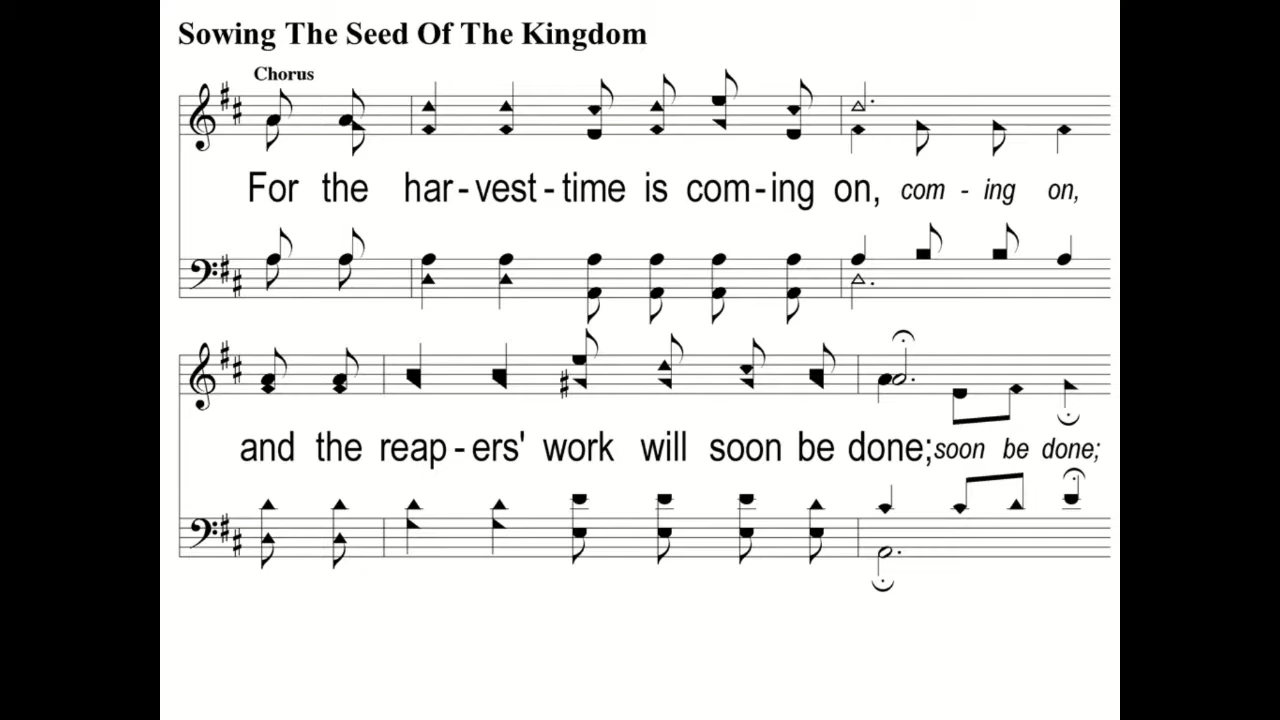 Sowing The Seed Of The Kingdom
Chorus
For the har-vest-time is com-ing on, com - ing on,
and the reap-ers' work will soon be done; soon be done;